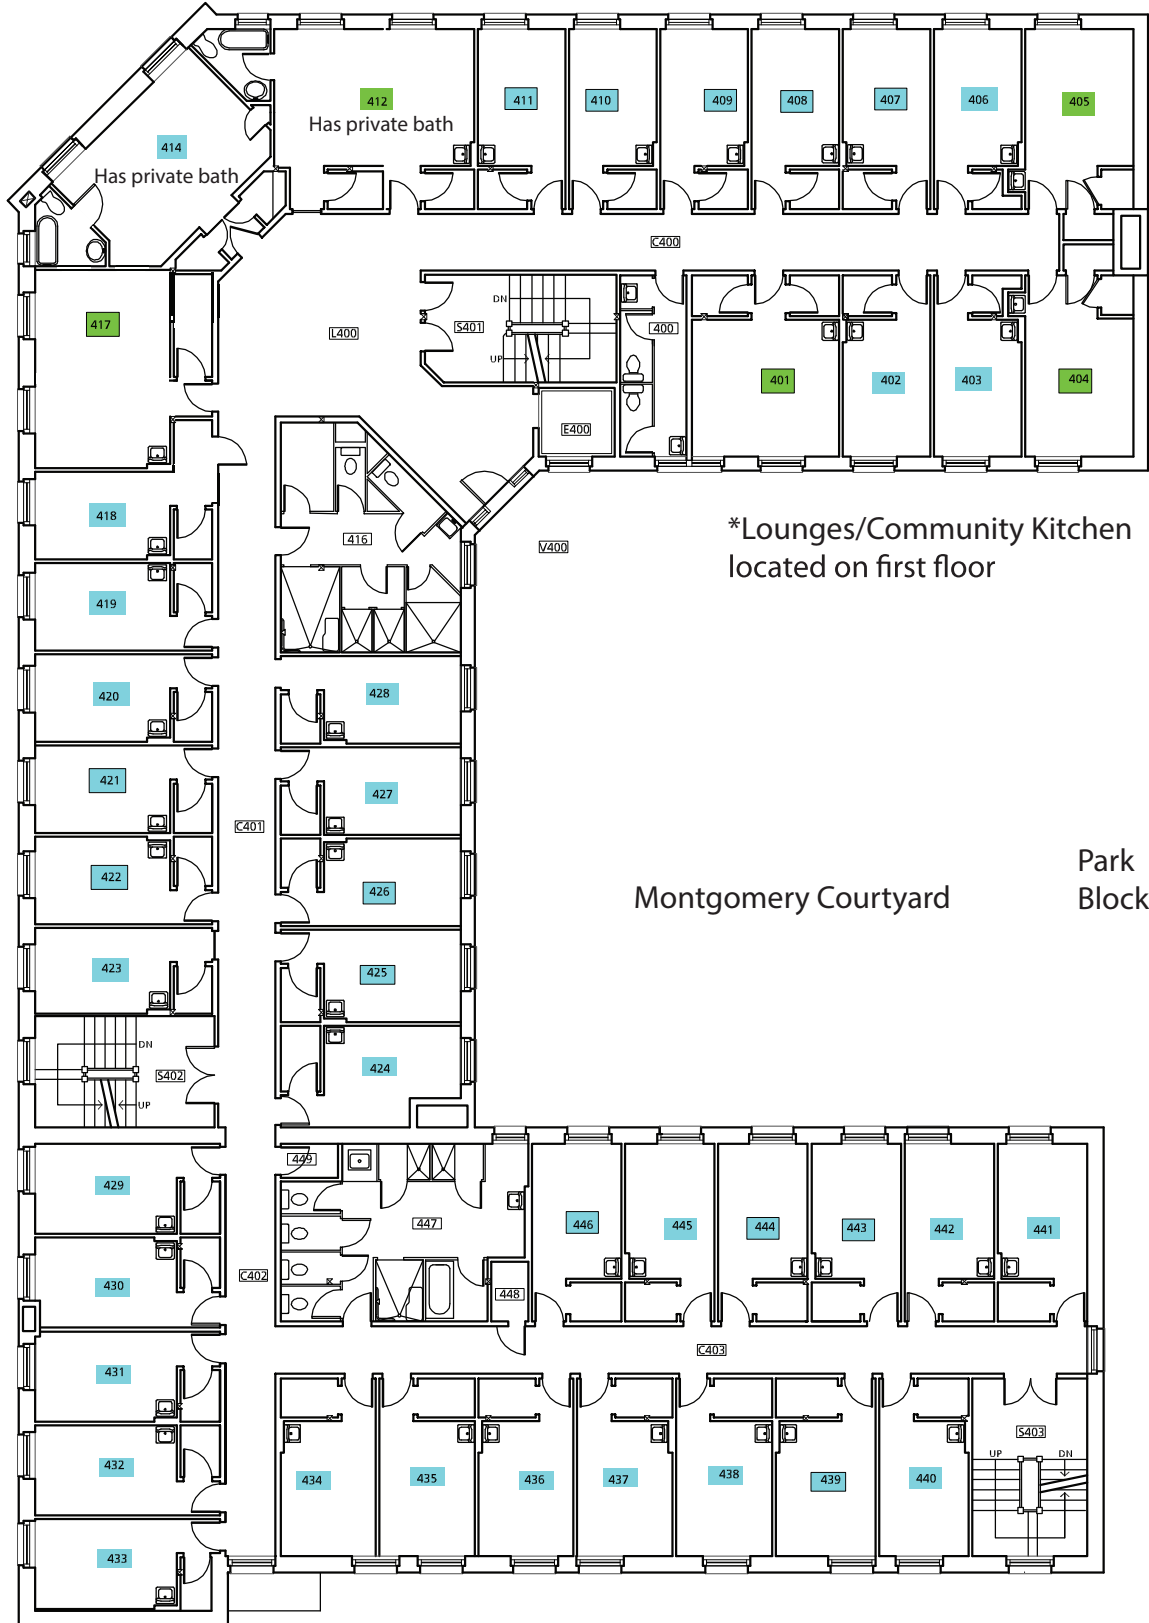 412
Has private bath
411
410
409
408
407
406
405
414
Has private bath
C400
417
L400
DN
S401
UP
400
401
402
403
404
E400
418
416
V400
*Lounges/Community Kitchen
located on first floor
419
420
428
421
427
C401
422
426
Montgomery Courtyard
Park
Block
423
425
DN
S402
UP
424
429
449
447
446
445
444
443
442
441
430
C402
448
431
C403
432
434
435
436
437
438
439
440
S403
UP
DN
433